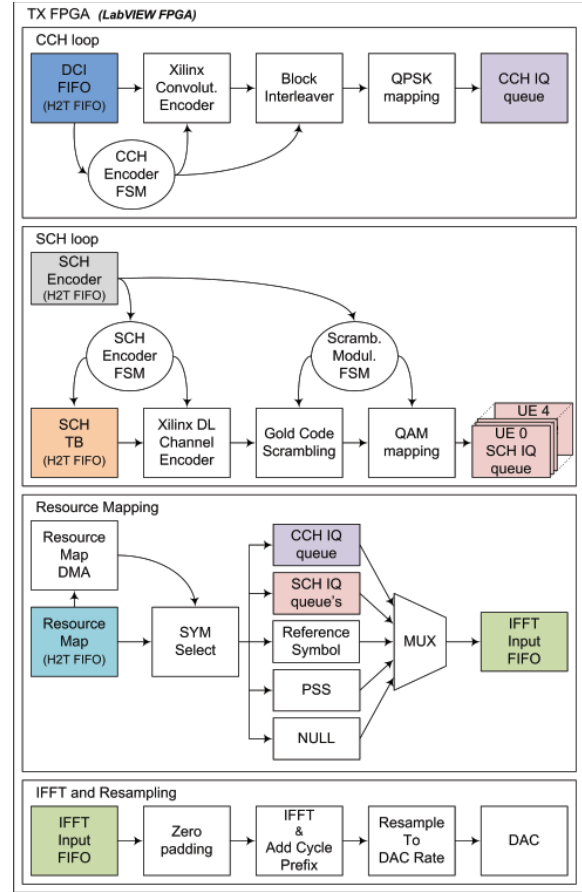 TX FPGA (LabVIEW FPGA)
CCH loop
DCI
FIFO
(H2T FIFO)
Xilinx
Convolut.
Encoder
Block
Interleaver
QPSK
mapping
CCH IQ
queue
CCH
Encoder
FSM
SCH loop
SCH
Encoder
(H2T FIFO)
SCH
Encoder
FSM
Scramb.
Modul.
FSM
SCH
TB
(H2T FIFO)
Xilinx DL
Channel
Encoder
Gold Code
Scrambling
QAM
mapping
UE 4
UE 0
SCH IQ
queue
Resource Mapping
Resource
Map
DMA
Resource
Map
(H2T FIFO)
SYM
Select
CCH IQ
queue
SCH IQ
queue's
Reference
Symbol
PSS
NULL
MUX
IFFT
Input
FIFO
IFFT and Resampling
IFFT
Input
FIFO
Zero
padding
IFFT
&
Add Cycle
Prefix
Resample
To
DAC Rate
DAC